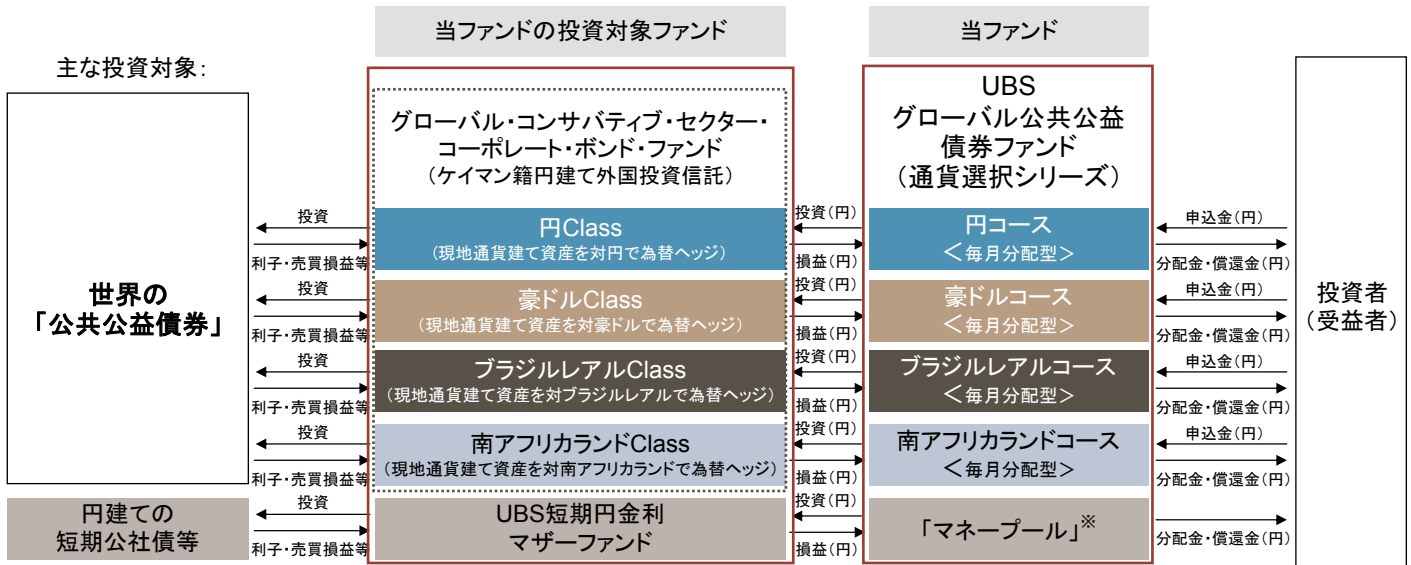 当ファンドの投資対象ファンド
当ファンド
主な投資対象:
世界の
「公共公益債券」
円建ての
短期公社債等
グローバル・コンサバティブ・セクター・
コーポレート・ボンド・ファンド
(ケイマン籍円建て外国投資信託)
UBS
グローバル公共公益
債券ファンド
(通貨選択シリーズ)
投資者
(受益者)
投資
利子・売買損益等
円Class
(現地通貨建て資産を対円で為替ヘッジ)
投資(円)
損益(円)
円コース
<毎月分配型>
申込金(円)
分配金・償還金(円)
投資
利子・売買損益等
豪ドルClass
(現地通貨建て資産を対豪ドルで為替ヘッジ)
投資(円)
損益(円)
豪ドルコース
<毎月分配型>
申込金(円)
分配金・償還金(円)
投資
利子・売買損益等
ブラジルレアルClass
(現地通貨建て資産を対ブラジルレアルで為替ヘッジ)
投資(円)
損益(円)
ブラジルレアルコース
<毎月分配型>
申込金(円)
分配金・償還金(円)
投資
利子・売買損益等
南アフリカランドClass
(現地通貨建て資産を対南アフリカランドで為替ヘッジ)
投資(円)
損益(円)
南アフリカランドコース
<毎月分配型>
申込金(円)
分配金・償還金(円)
投資
利子・売買損益等
UBS短期円金利
マザーファンド
投資(円)
損益(円)
「マネープール」※
分配金・償還金(円)